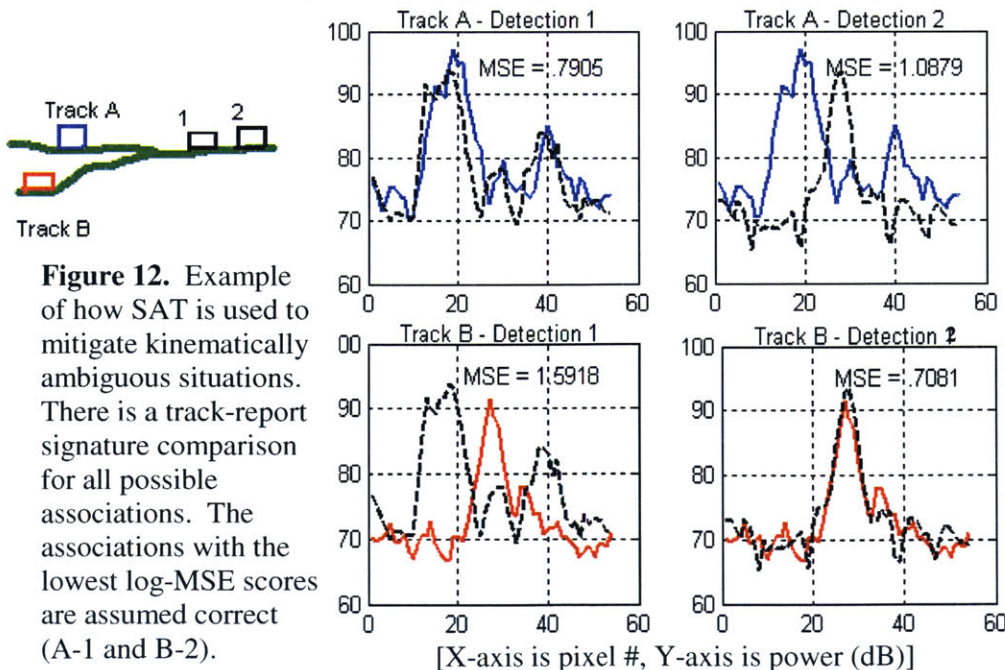 Track A - Detection 1
100
90
80
70
60
0
20
40
60
MSE = .7905
Track A - Detection 2
100
90
80
70
60
0
20
40
60
MSE = 1.0879
Track A
1
2
Track B
Figure 12. Example
of how SAT is used to
mitigate kinematically
ambiguous situations.
There is a track-report
signature comparison
for all possible
associations. The
associations with the
lowest log-MSE scores
are assumed correct
(A-1 and B-2).
Track B - Detection 1
00
90
80
70
60
0
20
40
60
MSE = 1.5918
Track B - Detection
100
90
80
70
60
0
20
40
60
MSE = .7081
[X-axis is pixel #, Y-axis is power (dB)]